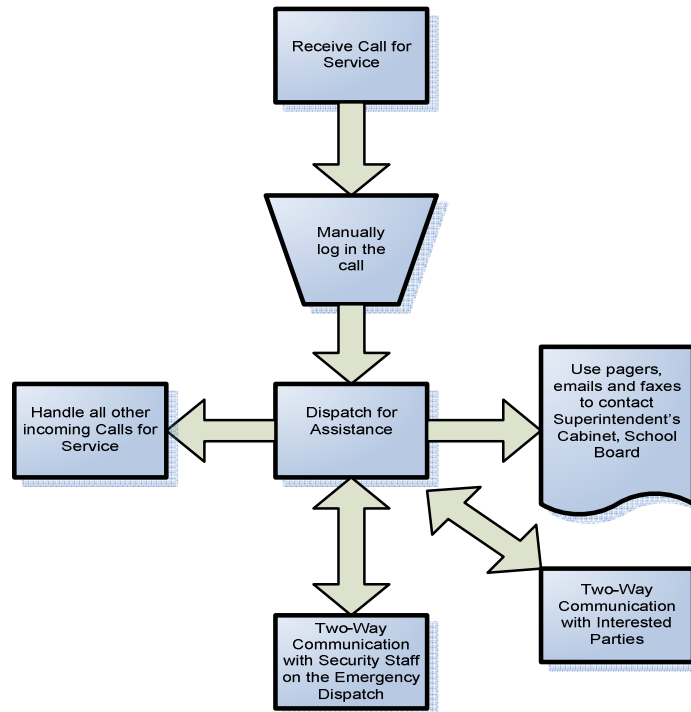 Receive Call for
Service
Manually
log in the
call
Handle all other
incoming Calls for
Service
Dispatch for
Assistance
Use pagers,
emails and faxes
to contact
Superintendent's
Cabinet, School
Board
Two-Way
Communication
with Security Staff
on the Emergency
Dispatch
Two-Way
Communication
with Interested
Parties